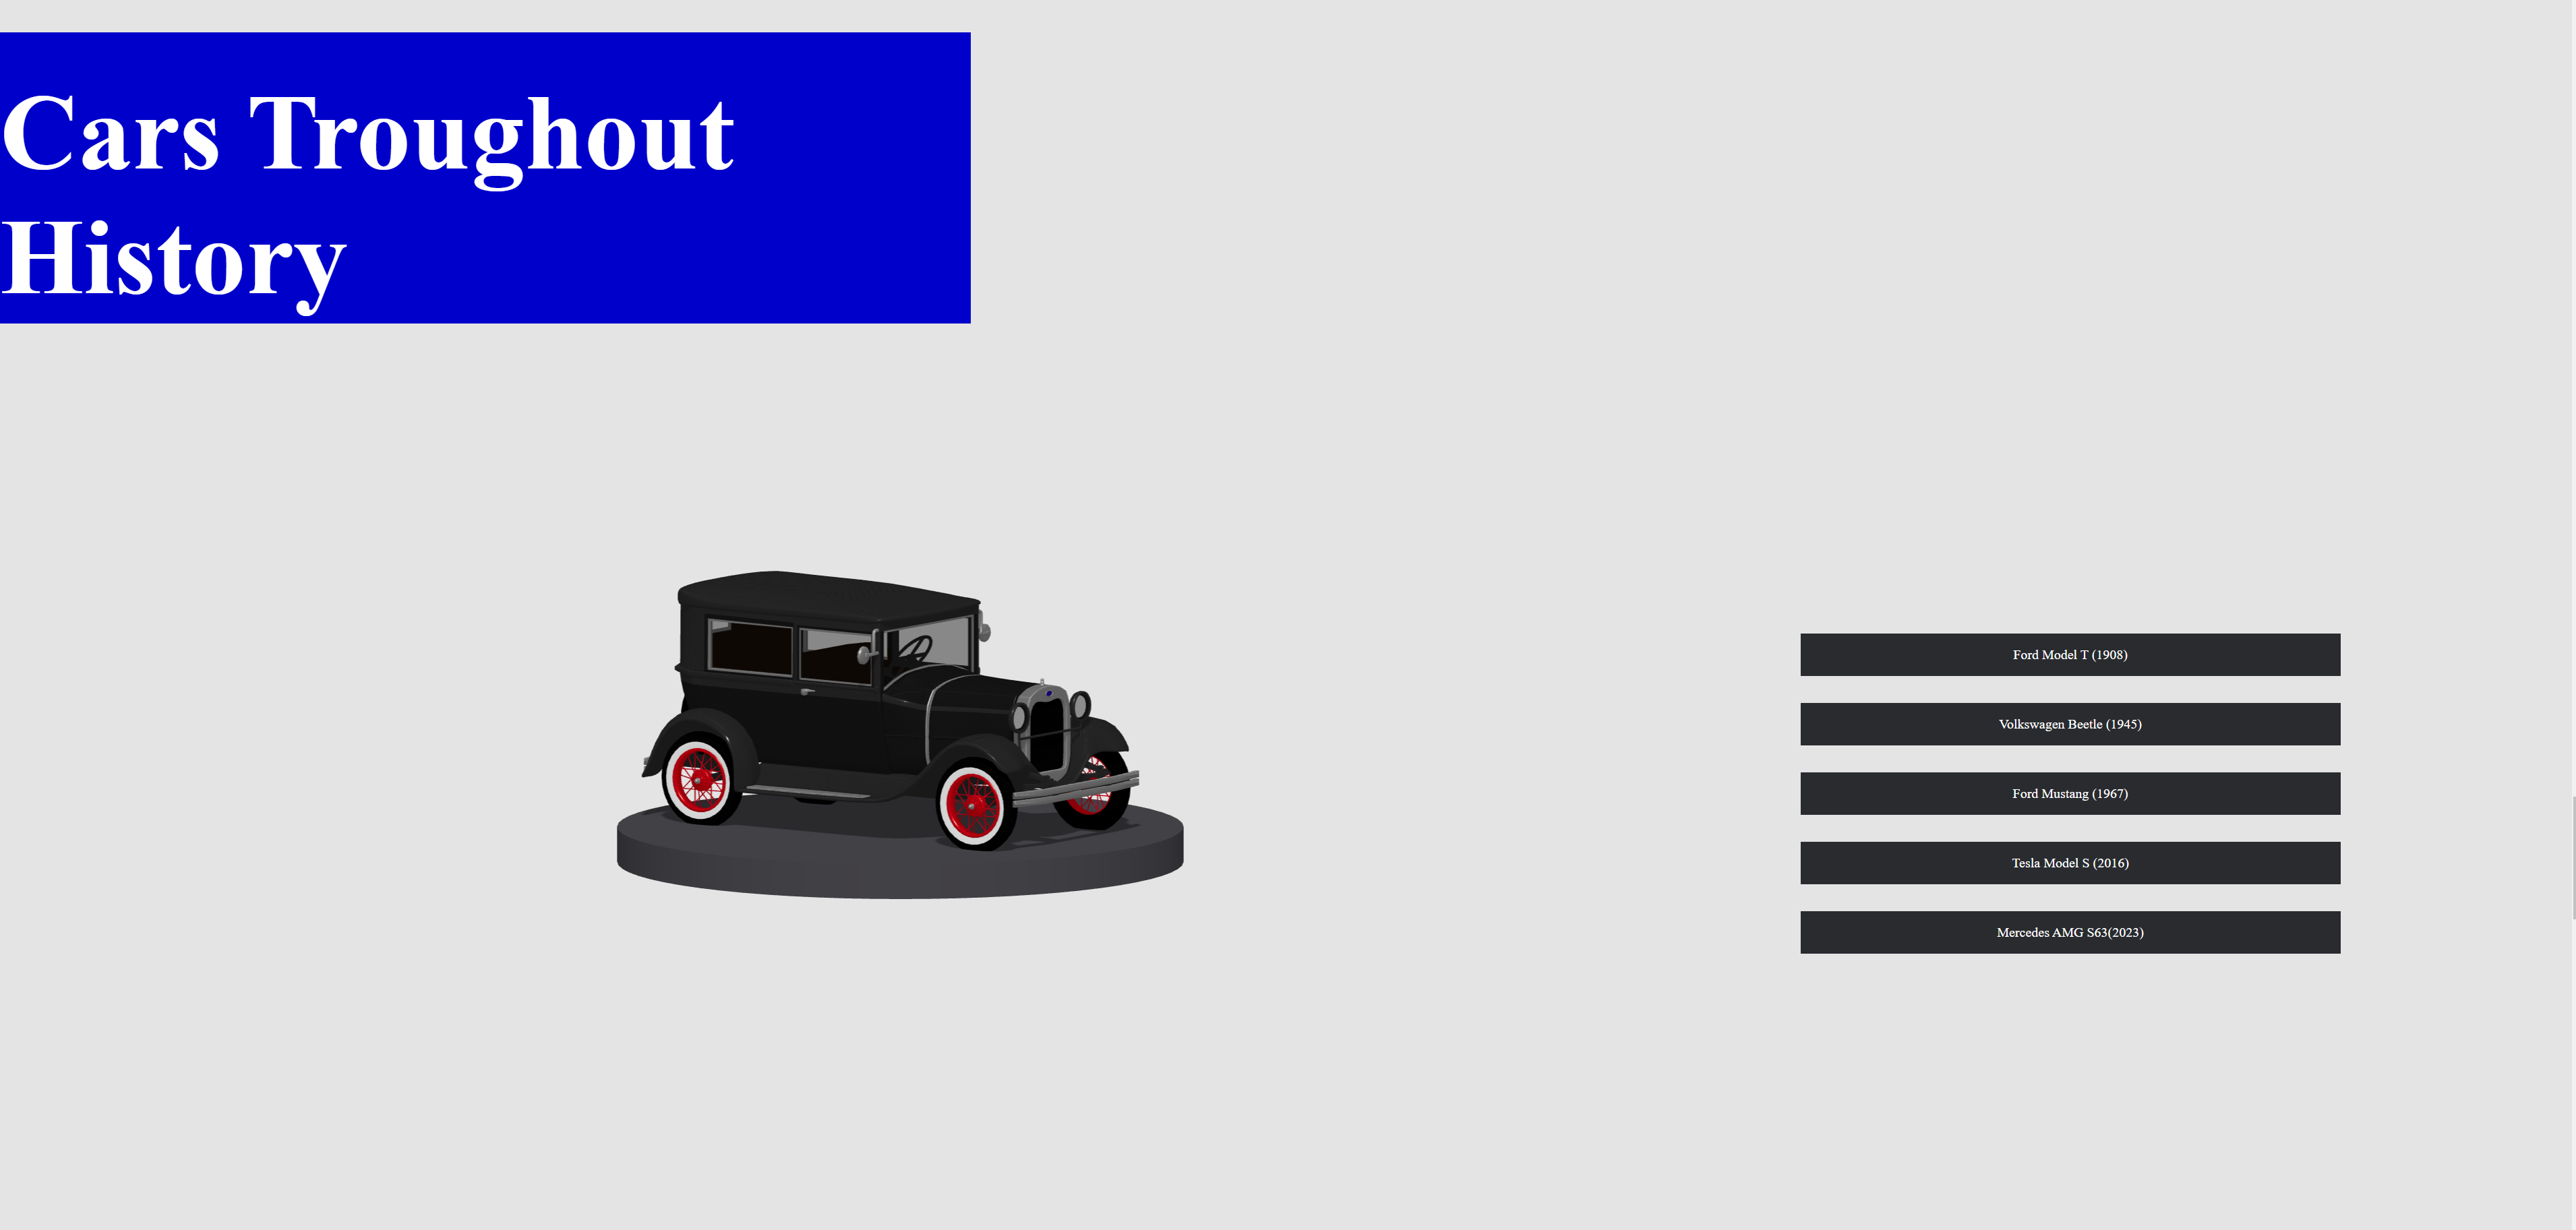 Cars Troughout
History
Ford Model T (1908)
Volkswagen Beetle (1945)
Ford Mustang (1967)
Tesla Model S (2016)
Mercedes AMG S63(2023)